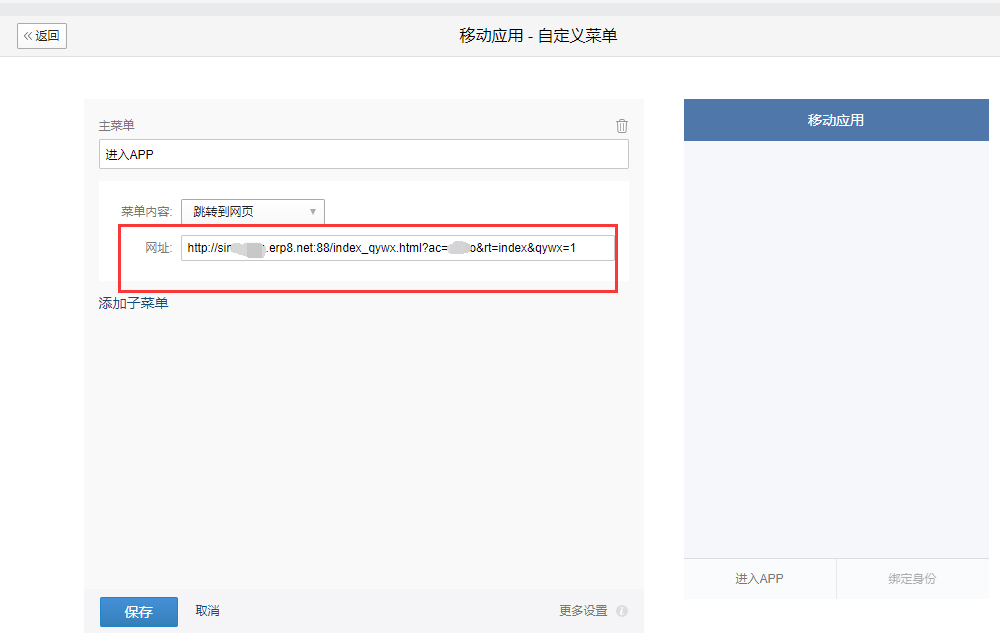 返回
移动应用 - 自定义菜单
主菜单
进入APP
菜单内容: 跳转到网页
网址: http://sin .erp8.net:88/index_qywx.html?ac= o&rt=index&qywx=1
添加子菜单
保存 取消 更多设置
移动应用
进入APP 绑定身份